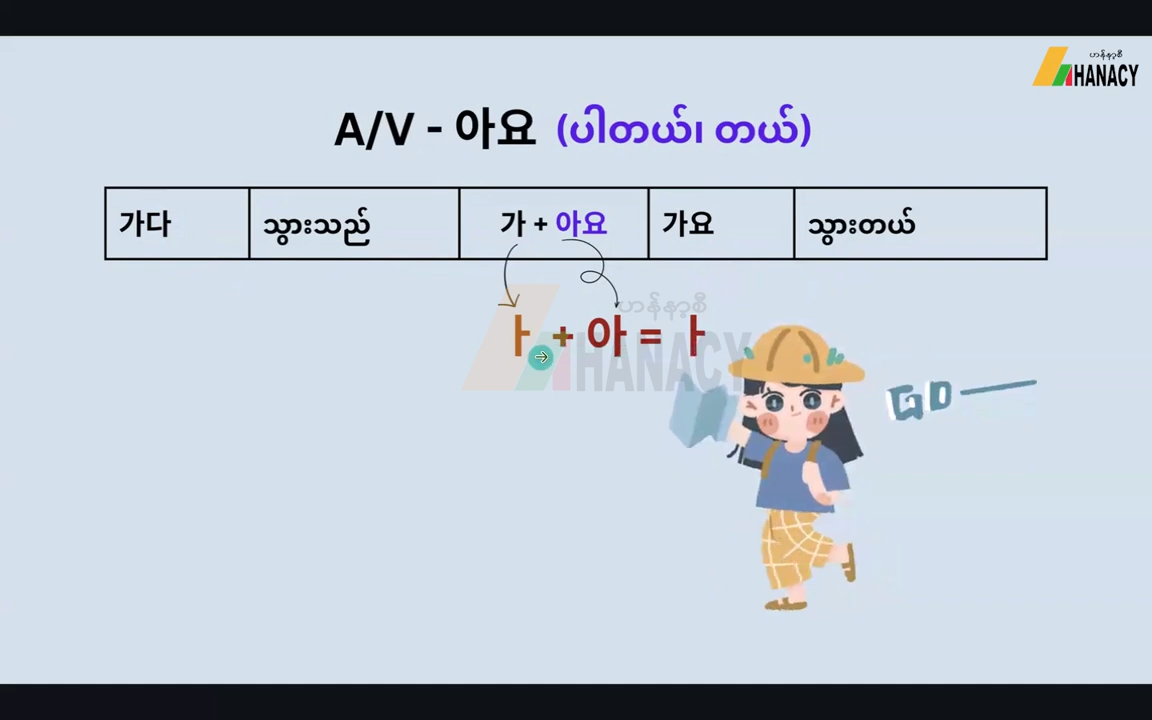 ဟန်နာစီ
HANACY
A/V - 아요 (ပါတယ်၊ တယ်)
가다 သွားသည် 가 + 아요 가요 သွားတယ်
ဟန်နာစီ
HANACY
ㅏ + 아 = ㅏ
GO